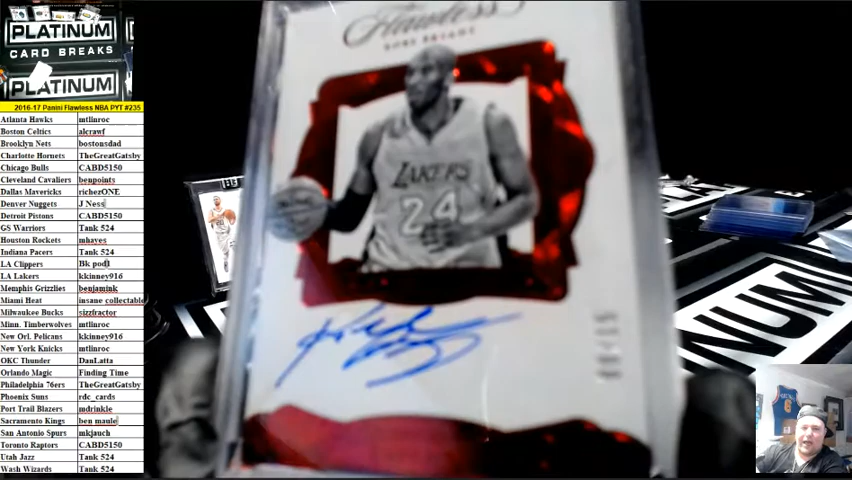 PLATINUM
CARD BREAKS
PLATINUM
2016-17 Panini Flawless NBA PYT #235
Atlanta Hawks mtlinroc
Boston Celtics alcrawf
Brooklyn Nets bostonsdad
Charlotte Hornets TheGreatGatsby
Chicago Bulls CABD5150
Cleveland Cavaliers benpoints
Dallas Mavericks richezONE
Denver Nuggets J Ness
Detroit Pistons CABD5150
GS Warriors Tank 524
Houston Rockets mhayes
Indiana Pacers Tank 524
LA Clippers Bk pod1
LA Lakers kkinney916
Memphis Grizzlies benjamink
Miami Heat insane collectable
Milwaukee Bucks sizzfractor
Minn. Timberwolves mtlinroc
New Orl. Pelicans kkinney916
New York Knicks mtlinroc
OKC Thunder DanLatta
Orlando Magic Finding Time
Philadelphia 76ers TheGreatGatsby
Phoenix Suns rdc_cards
Port Trail Blazers mdrinkle
Sacramento Kings ben maule
San Antonio Spurs mkjauch
Toronto Raptors CABD5150
Utah Jazz Tank 524
Wash Wizards Tank 524
Flawless
KOBE BRYANT
LAKERS
24
NUM